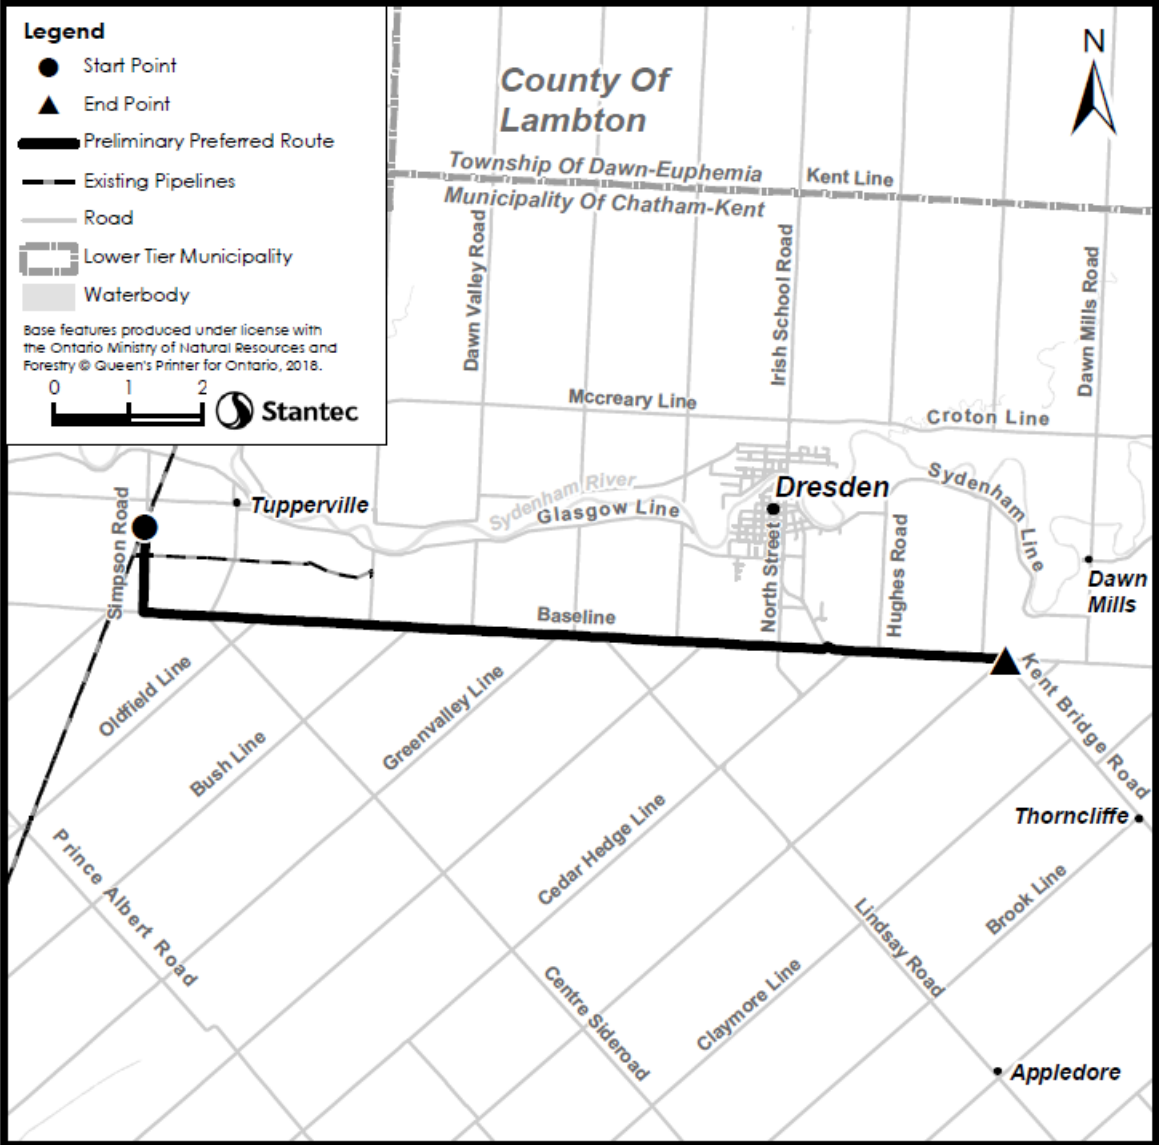 Legend
Start Point
End Point
Preliminary Preferred Route
Existing Pipelines
Road
Lower Tier Municipality
Waterbody
Base features produced under license with
the Ontario Ministry of Natural Resources and
Forestry © Queen's Printer for Ontario, 2018.
0 1 2
Stantec
N
County Of
Lambton
Township Of Dawn-Euphemia
Kent Line
Municipality Of Chatham-Kent
Dawn Valley Road
Irish School Road
Dawn Mills Road
Mccreary Line
Croton Line
Sydenham River
Glasgow Line
Dresden
Sydenham Line
Tupperville
Simpson Road
North Street
Hughes Road
Dawn
Mills
Baseline
Oldfield Line
Bush Line
Greenvalley Line
Kent Bridge Road
Cedar Hedge Line
Thorncliffe
Prince Albert Road
Brook Line
Lindsay Road
Centre Sideroad
Claymore Line
Appledore